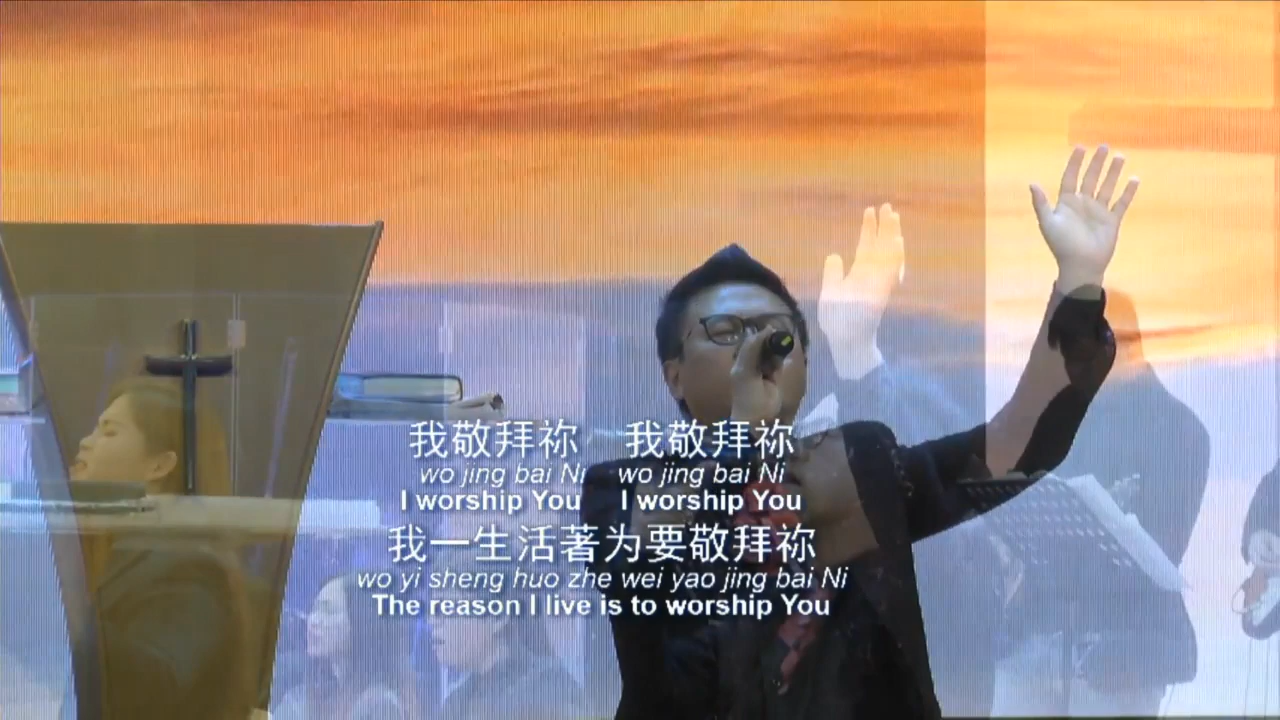 我敬拜祢 我敬拜祢
wo jing bai Ni wo jing bai Ni
I worship You I worship You
我一生活著为要敬拜祢
wo yi sheng huo zhe wei yao jing bai Ni
The reason I live is to worship You